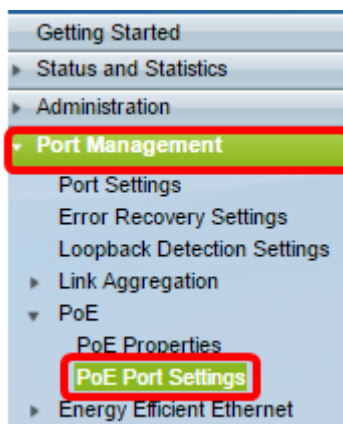 Getting Started
Status and Statistics
Administration
Port Management
Port Settings
Error Recovery Settings
Loopback Detection Settings
Link Aggregation
PoE
PoE Properties
PoE Port Settings
Energy Efficient Ethernet